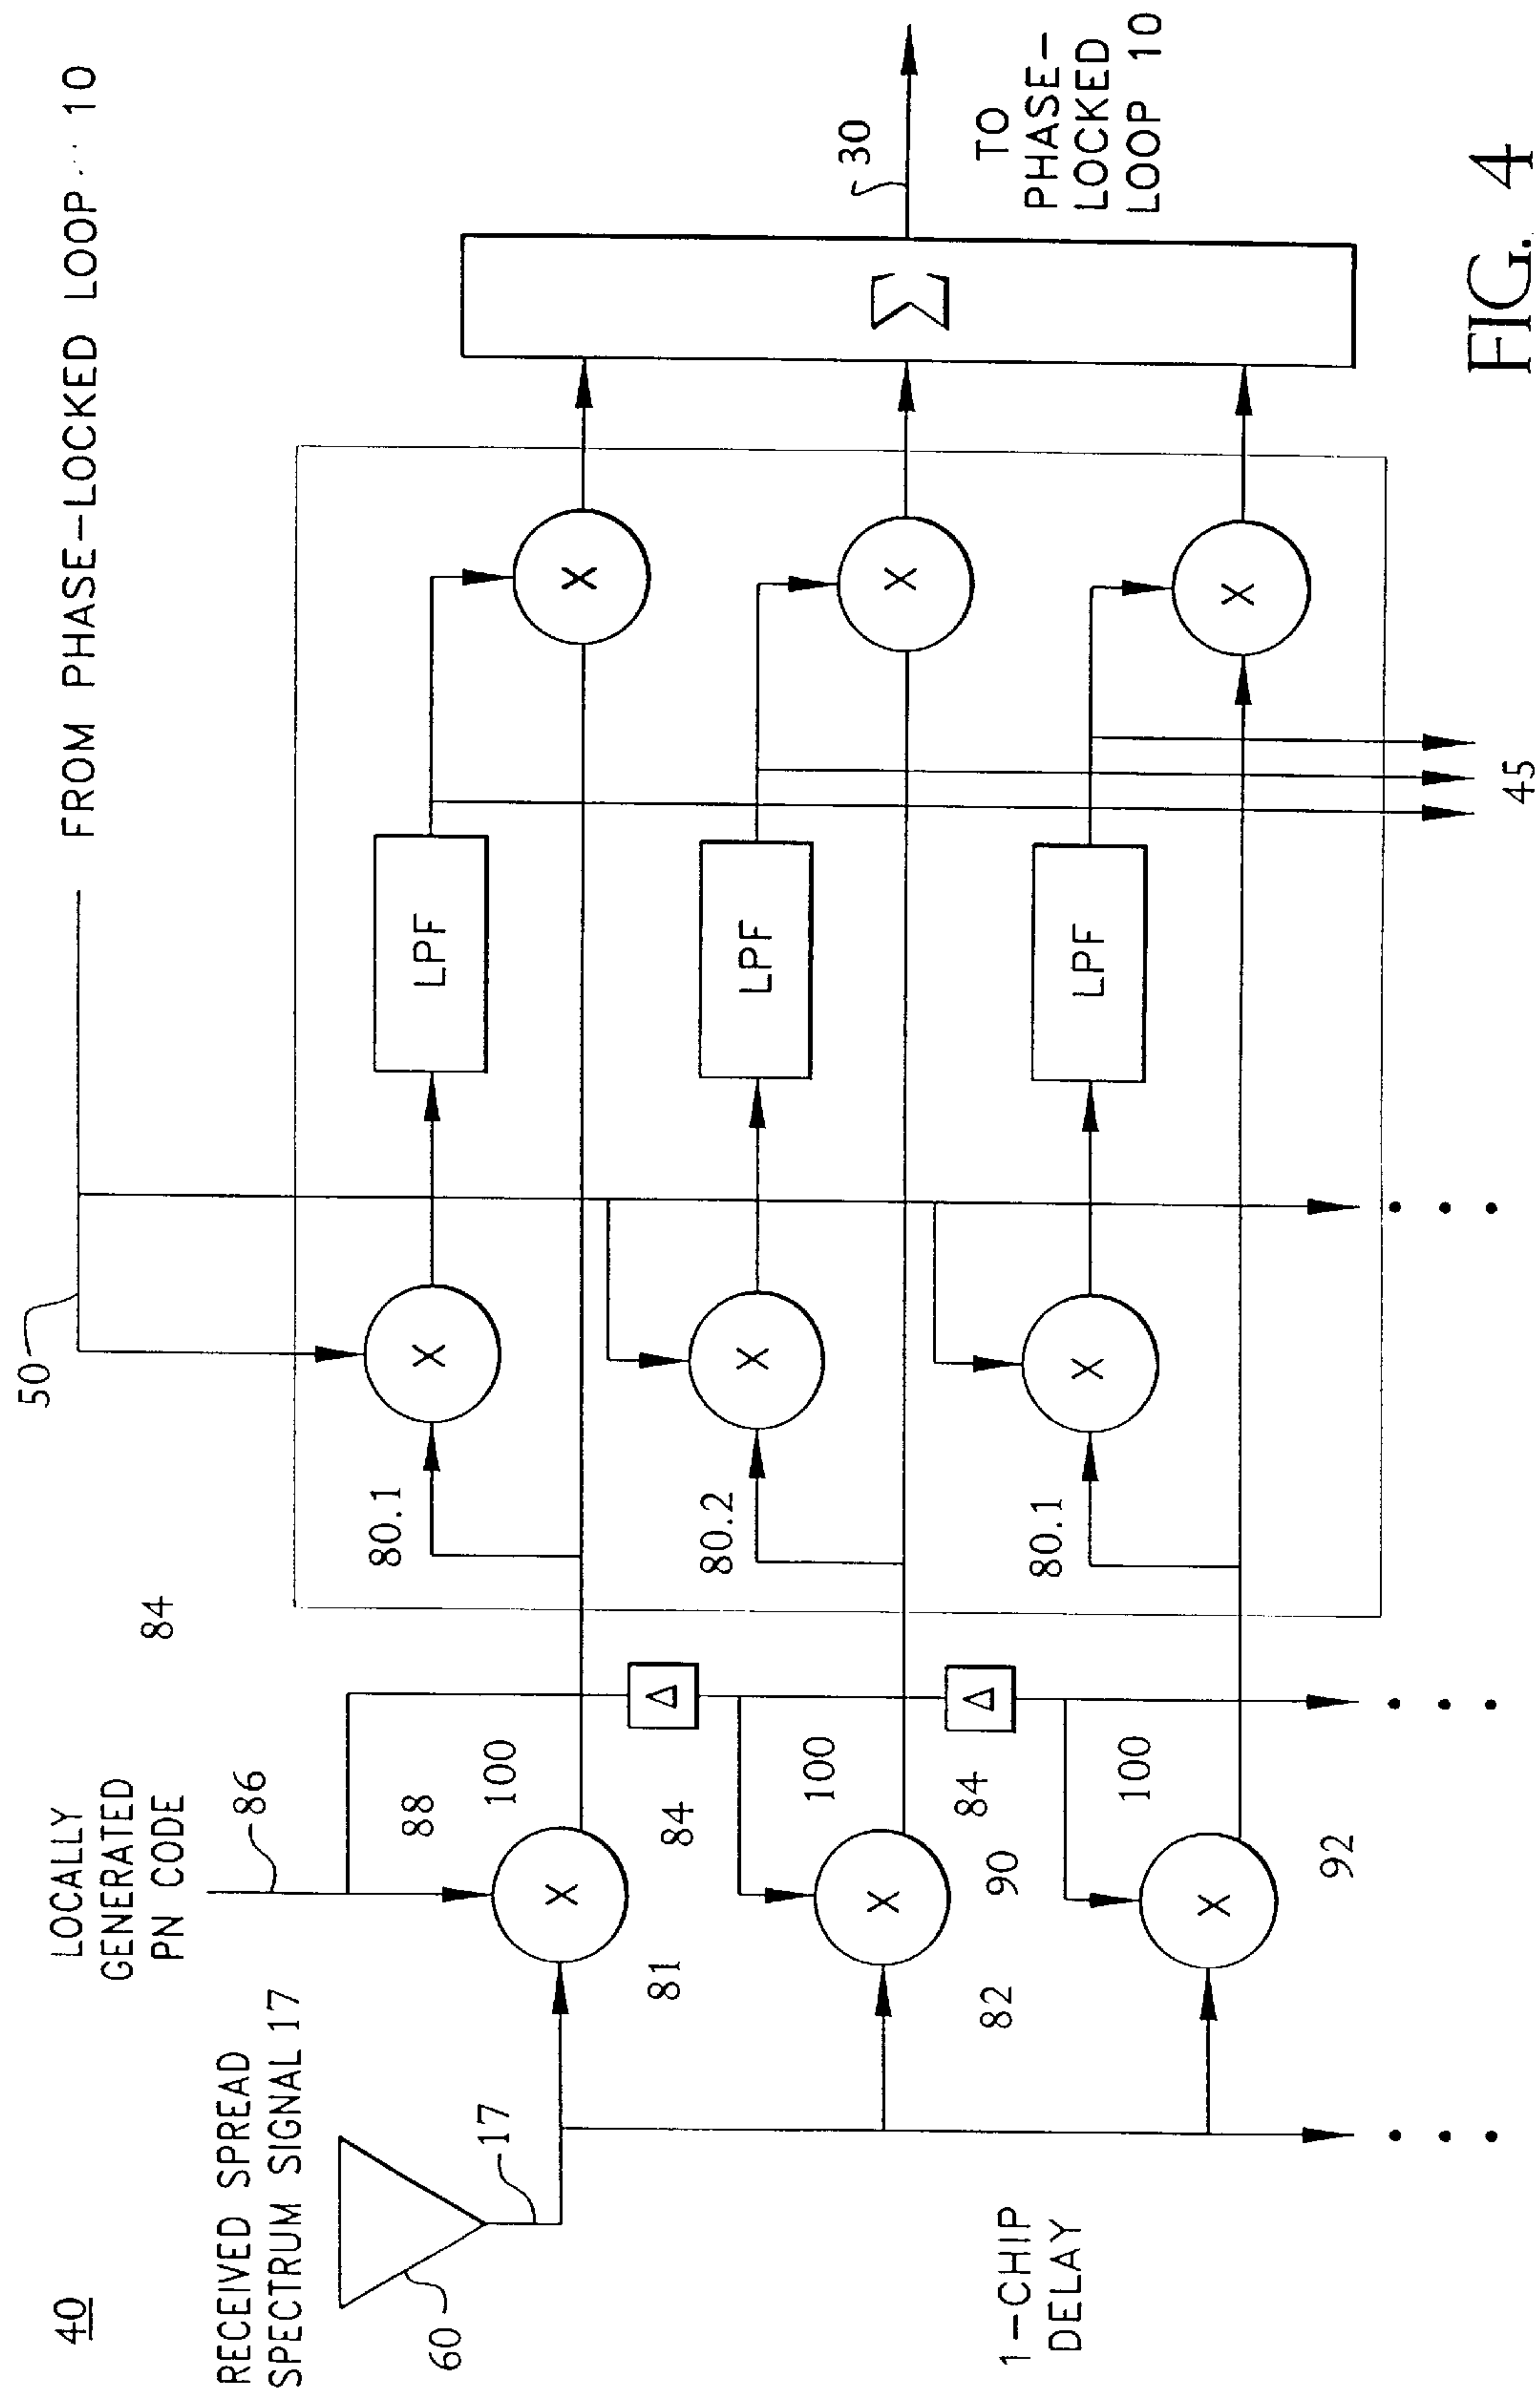 40
RECEIVED SPREAD
SPECTRUM SIGNAL 17
60
17
LOCALLY
GENERATED
PN CODE
86
84
50
FROM PHASE-LOCKED LOOP 10
88
100
81
X
80.1
X
LPF
X
84
Δ
100
82
X
80.2
X
LPF
X
Σ
30
TO
PHASE-
LOCKED
LOOP 10
1-CHIP
DELAY
84
Δ
90
100
92
X
80.1
X
LPF
X
45
FIG. 4